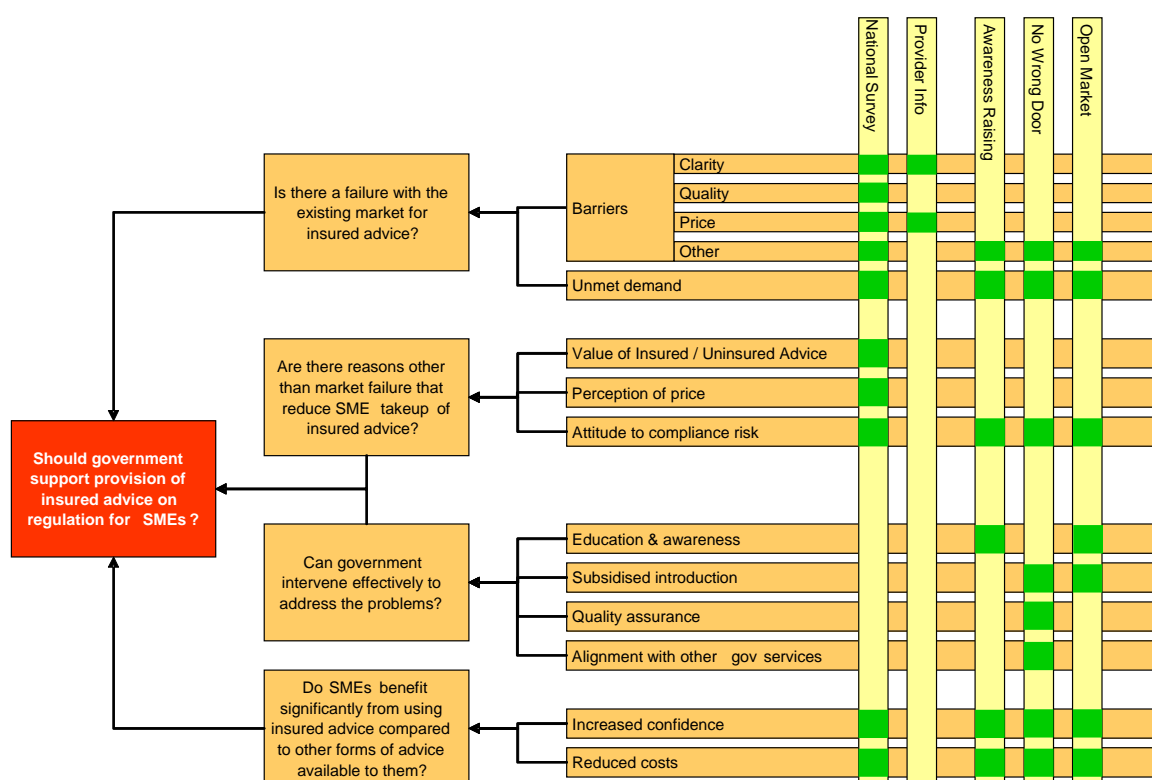 National Survey
Provider Info
Awareness Raising
No Wrong Door
Open Market
Is there a failure with the
existing market for
insured advice?
Barriers
Clarity
Quality
Price
Other
Unmet demand
Are there reasons other
than market failure that
reduce SME takeup of
insured advice?
Value of Insured / Uninsured Advice
Perception of price
Attitude to compliance risk
Should government
support provision of
insured advice on
regulation for SMEs ?
Can government
intervene effectively to
address the problems?
Education & awareness
Subsidised introduction
Quality assurance
Alignment with other gov services
Do SMEs benefit
significantly from using
insured advice compared
to other forms of advice
available to them?
Increased confidence
Reduced costs